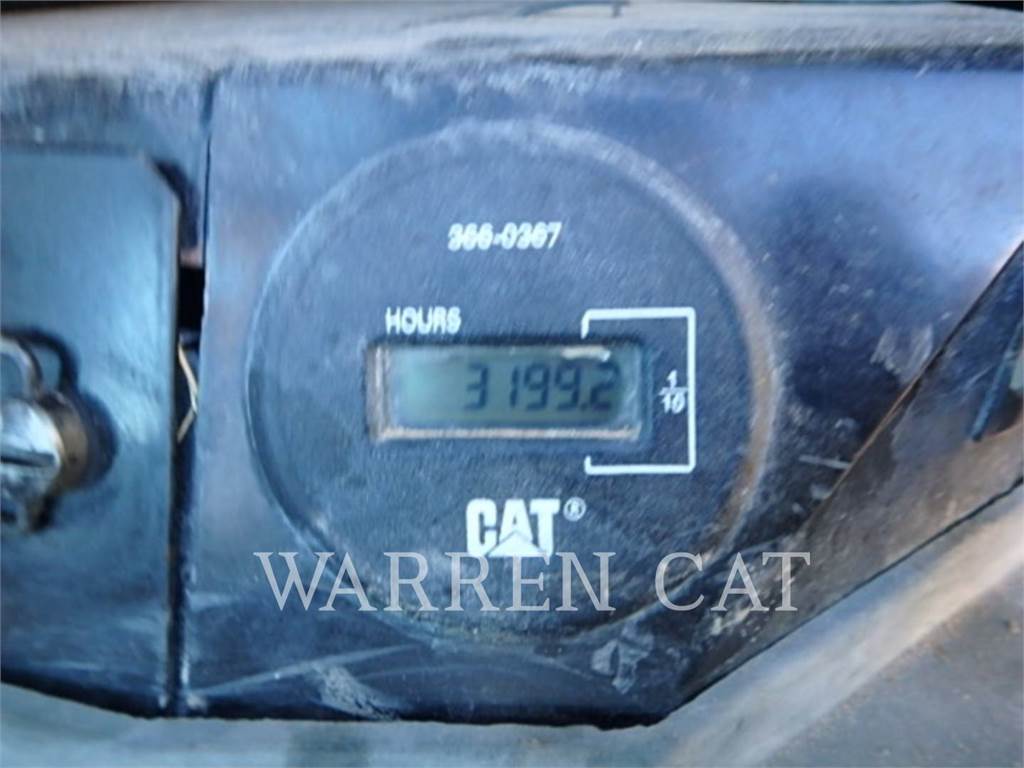 366-0367
HOURS
3199.2
1/10
CAT®
WARREN CAT